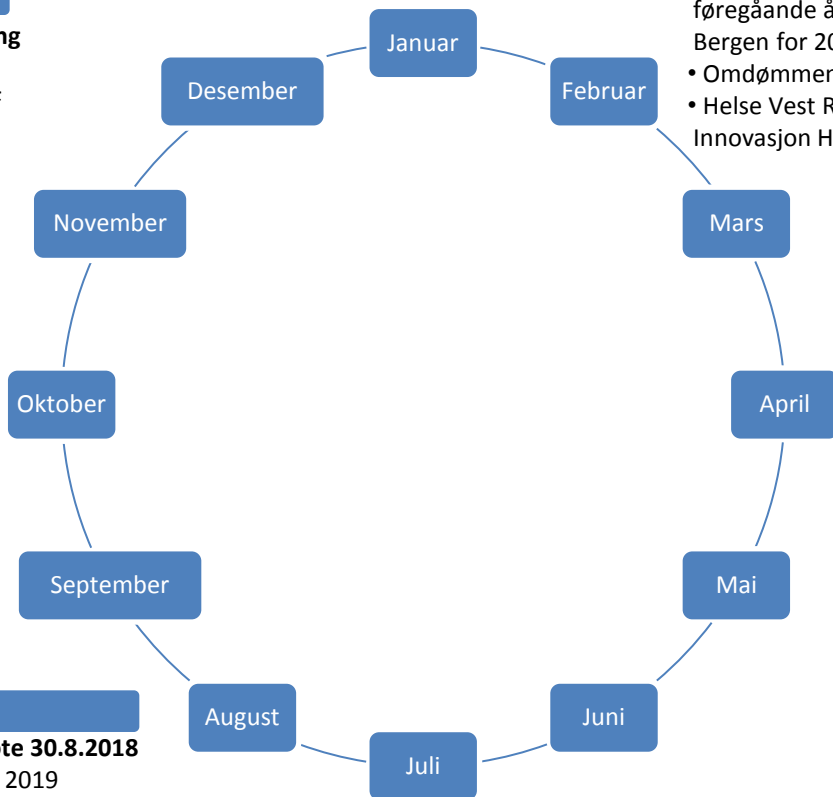 føregåande å
Bergen for 20
• Omdømmen
• Helse Vest R
Innovasjon H
ng
Januar
Februar
Mars
April
Mai
Juni
Juli
August
September
Oktober
November
Desember
te 30.8.2018
2019